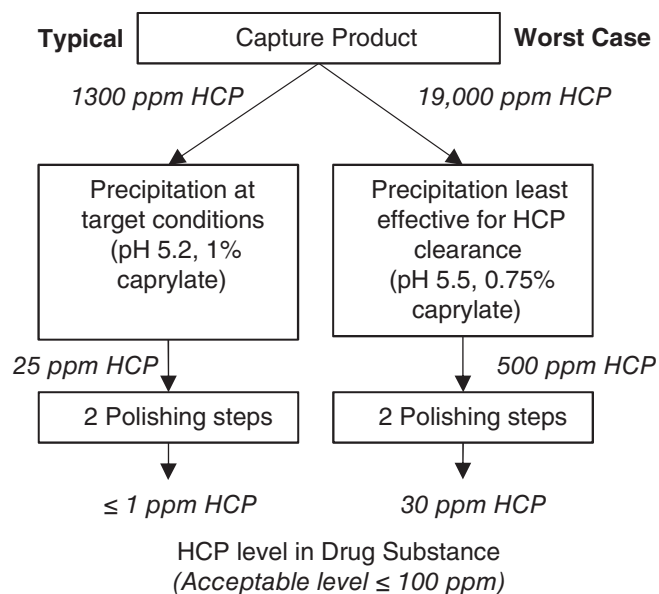 Typical
Capture Product
Worst Case
1300 ppm HCP
19,000 ppm HCP
Precipitation at
target conditions
(pH 5.2, 1%
caprylate)
Precipitation least
effective for HCP
clearance
(pH 5.5, 0.75%
caprylate)
25 ppm HCP
500 ppm HCP
2 Polishing steps
2 Polishing steps
≤ 1 ppm HCP
30 ppm HCP
HCP level in Drug Substance
(Acceptable level ≤ 100 ppm)